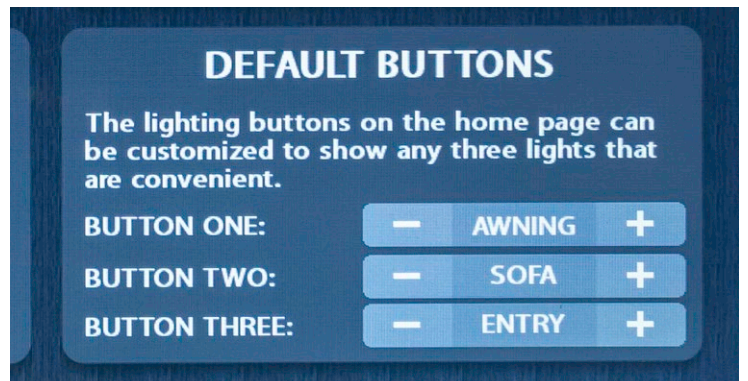 DEFAULT BUTTONS
The lighting buttons on the home page can
be customized to show any three lights that
are convenient.
BUTTON ONE: − AWNING +
BUTTON TWO: − SOFA +
BUTTON THREE: − ENTRY +